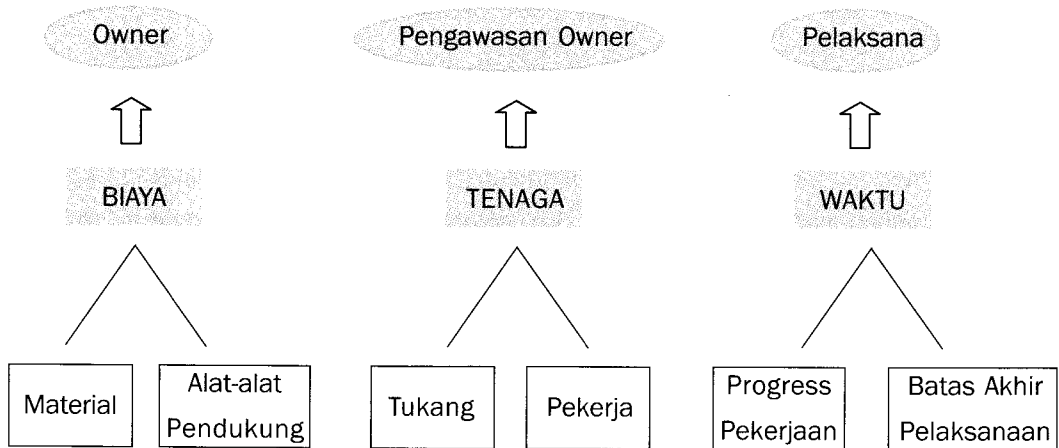 Owner
Pengawasan Owner
Pelaksana
BIAYA
TENAGA
WAKTU
Material
Alat-alat
Pendukung
Tukang
Pekerja
Progress
Pekerjaan
Batas Akhir
Pelaksanaan